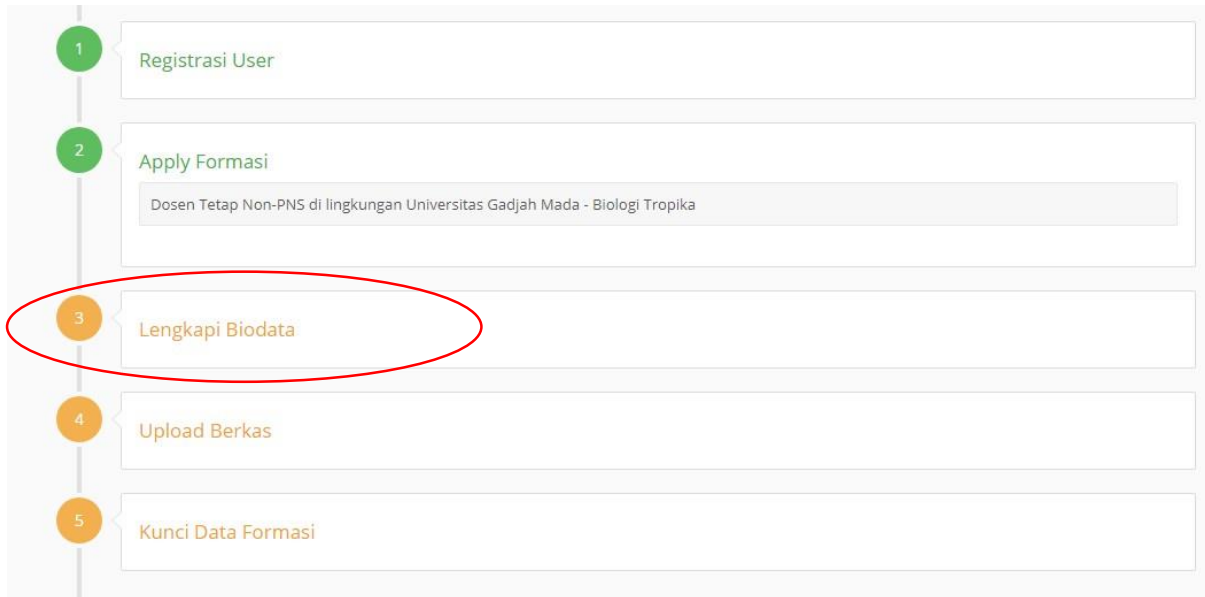 1
Registrasi User
2
Apply Formasi
Dosen Tetap Non-PNS di lingkungan Universitas Gadjah Mada - Biologi Tropika
3
Lengkapi Biodata
4
Upload Berkas
5
Kunci Data Formasi